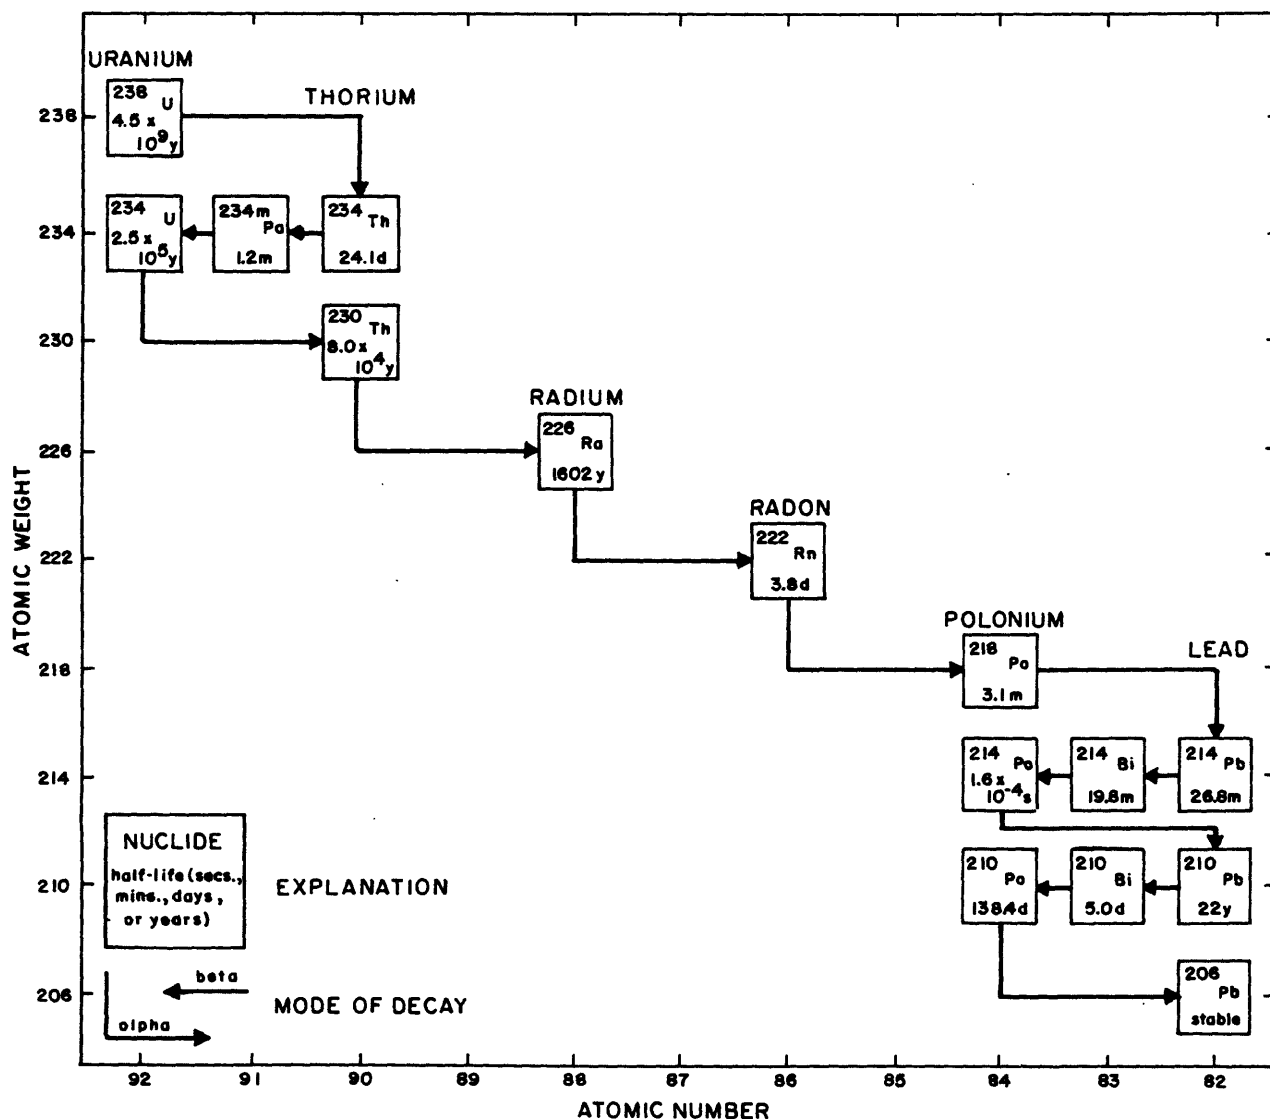 URANIUM
238 U
4.5 x
10⁹y
THORIUM
238
234 U
2.5 x
10⁵y
234m
Pa
1.2m
234 Th
24.1d
234
230 Th
8.0 x
10⁴y
230
RADIUM
226 Ra
1602 y
226
RADON
222 Rn
3.8d
222
POLONIUM
218 Po
3.1m
LEAD
218
214 Po
1.6 x
10⁻⁴s
214 Bi
19.8m
214 Pb
26.8m
214
210 Po
138.4d
210 Bi
5.0d
210 Pb
22y
210
206
Pb
stable
206
ATOMIC WEIGHT
NUCLIDE
half-life (secs.,
mins., days,
or years)
EXPLANATION
beta
alpha
MODE OF DECAY
92 91 90 89 88 87 86 85 84 83 82
ATOMIC NUMBER